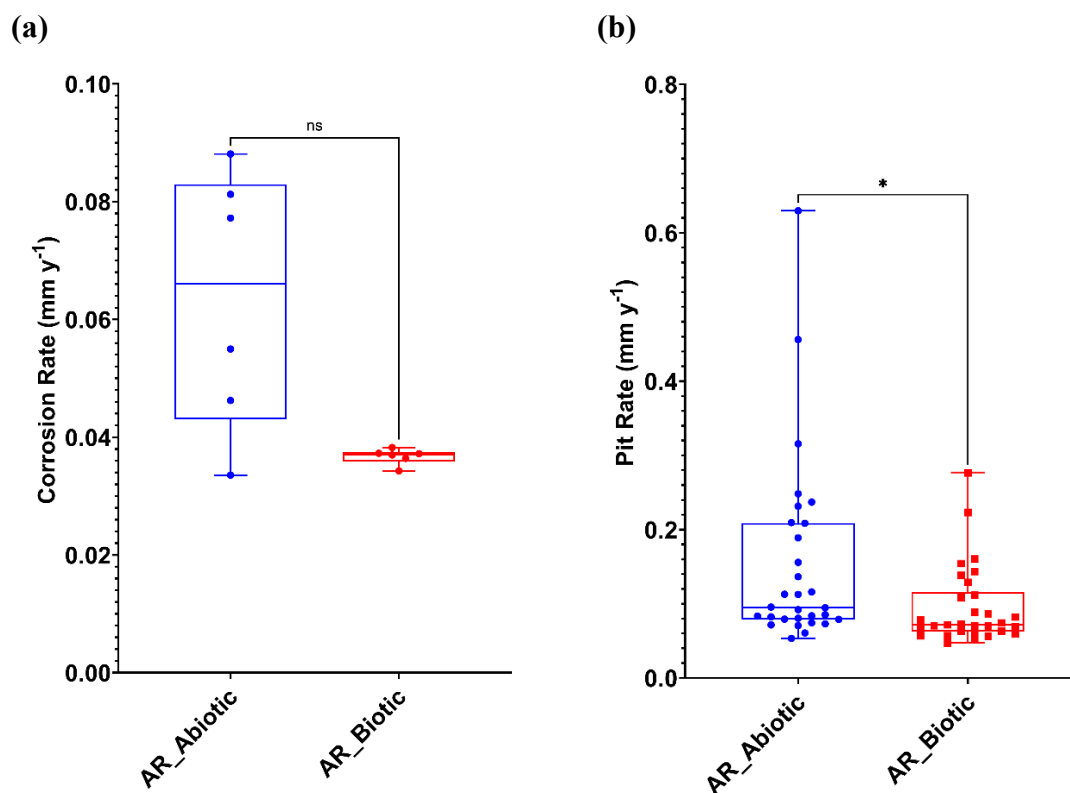 (a)
(b)
0.10
0.08
0.06
0.04
0.02
0.00
Corrosion Rate (mm y⁻¹)
ns
AR_Abiotic
AR_Biotic
0.8
0.6
0.4
0.2
0.0
Pit Rate (mm y⁻¹)
*
AR_Abiotic
AR_Biotic